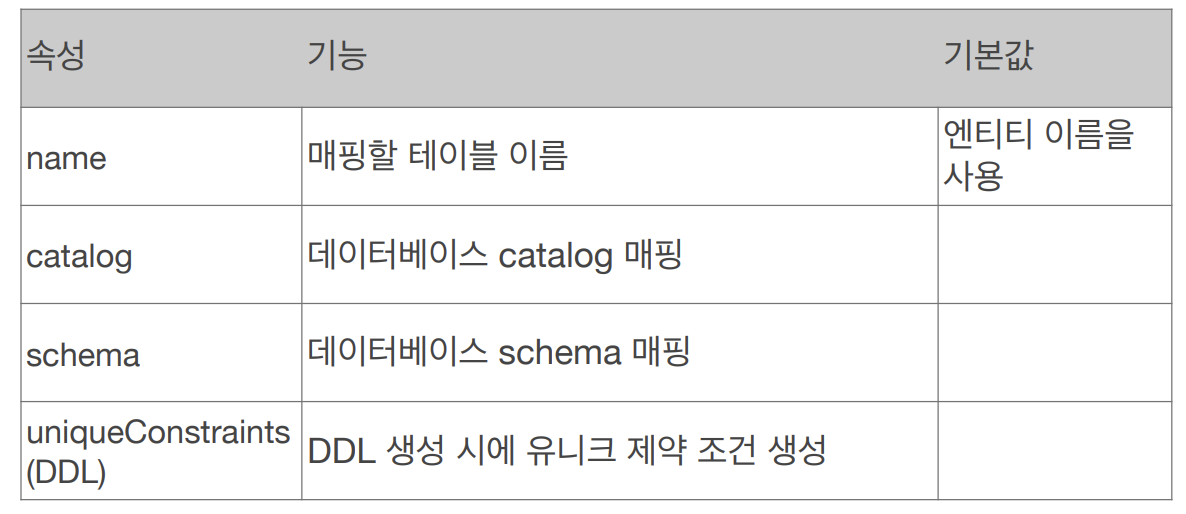 속성 기능 기본값
name 매핑할 테이블 이름 엔티티 이름을
사용
catalog 데이터베이스 catalog 매핑
schema 데이터베이스 schema 매핑
uniqueConstraints
(DDL) DDL 생성 시에 유니크 제약 조건 생성